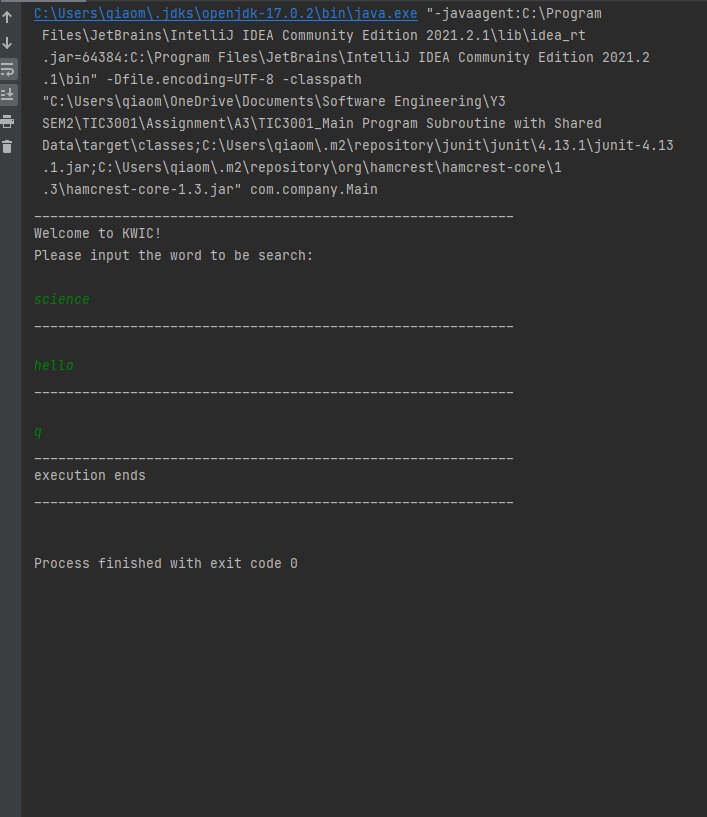 C:\Users\qiaom\.jdks\openjdk-17.0.2\bin\java.exe "-javaagent:C:\Program
Files\JetBrains\IntelliJ IDEA Community Edition 2021.2.1\lib\idea_rt
.jar=64384:C:\Program Files\JetBrains\IntelliJ IDEA Community Edition 2021.2
.1\bin" -Dfile.encoding=UTF-8 -classpath
"C:\Users\qiaom\OneDrive\Documents\Software Engineering\Y3
SEM2\TIC3001\Assignment\A3\TIC3001_Main Program Subroutine with Shared
Data\target\classes;C:\Users\qiaom\.m2\repository\junit\junit\4.13.1\junit-4.13
.1.jar;C:\Users\qiaom\.m2\repository\org\hamcrest\hamcrest-core\1
.3\hamcrest-core-1.3.jar" com.company.Main
____________________________________________________________
Welcome to KWIC!
Please input the word to be search:
science
____________________________________________________________
hello
____________________________________________________________
q
____________________________________________________________
execution ends
____________________________________________________________
Process finished with exit code 0